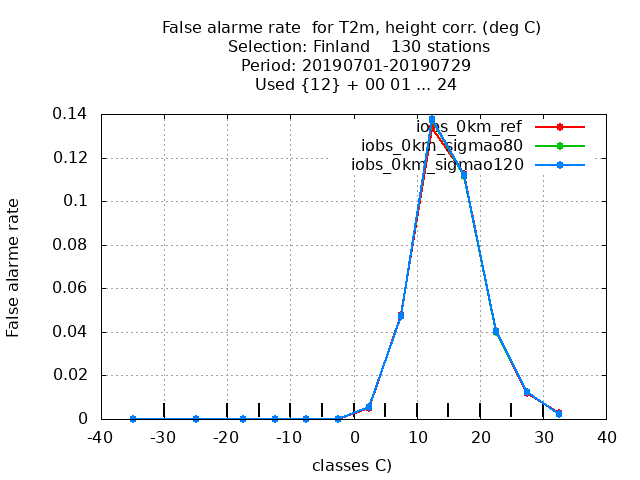 False alarme rate  for T2m, height corr. (deg C)
Selection: Finland    130 stations
Period: 20190701-20190729
Used {12} + 00 01 ... 24
0.14
0.12
0.1
0.08
0.06
0.04
0.02
0
False alarme rate
iobs_0km_ref
iobs_0km_sigmao80
iobs_0km_sigmao120
-40 -30 -20 -10 0 10 20 30 40
classes C)